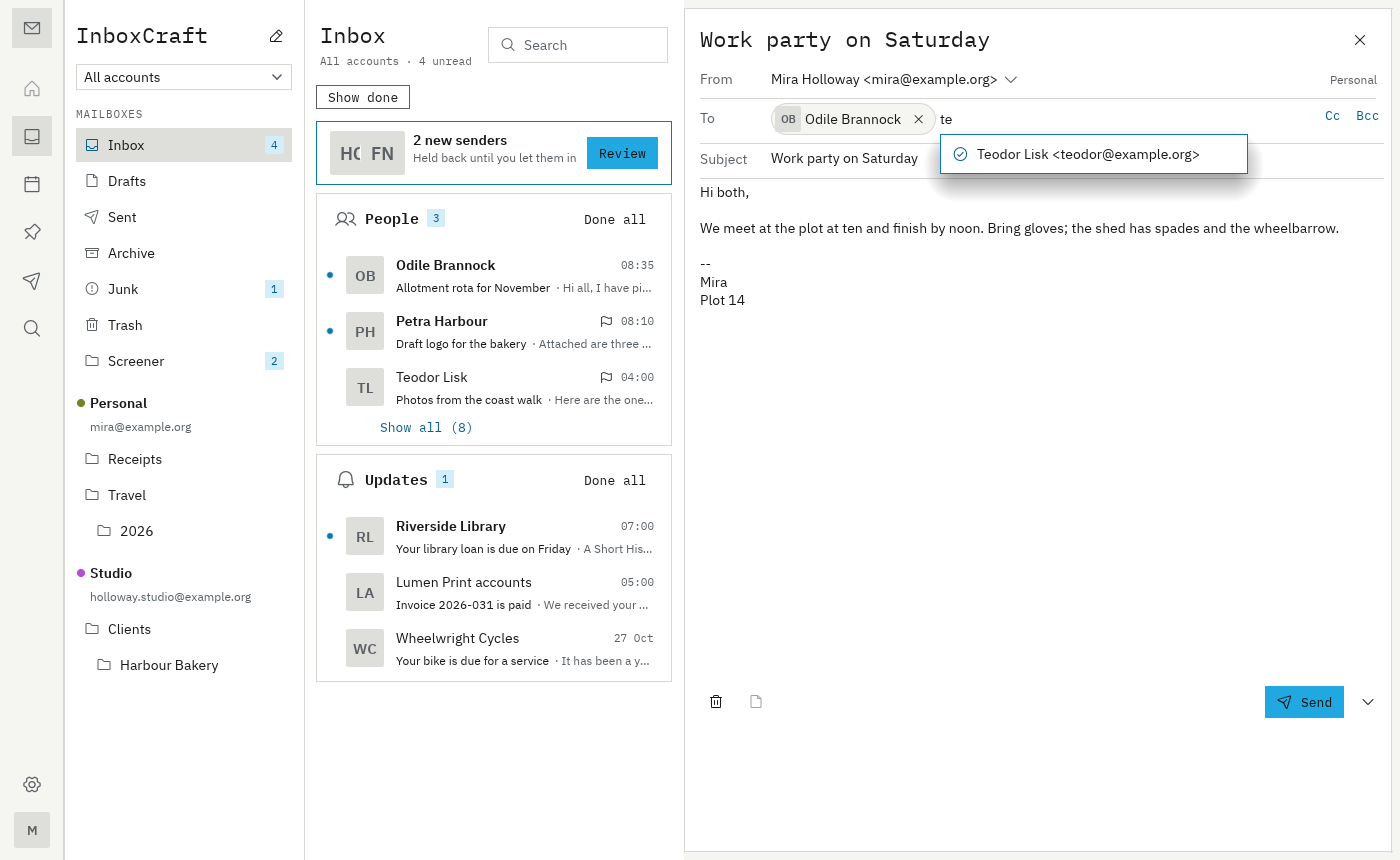 InboxCraft
All accounts
MAILBOXES
Inbox 4
Drafts
Sent
Archive
Junk 1
Trash
Screener 2
Personal
mira@example.org
Receipts
Travel
2026
Studio
holloway.studio@example.org
Clients
Harbour Bakery
M
Inbox
All accounts · 4 unread
Search
Show done
HO FN
2 new senders
Held back until you let them in
Review
People 3 Done all
OB Odile Brannock 08:35
Allotment rota for November · Hi all, I have pi…
PH Petra Harbour 08:10
Draft logo for the bakery · Attached are three …
TL Teodor Lisk 04:00
Photos from the coast walk · Here are the one…
Show all (8)
Updates 1 Done all
RL Riverside Library 07:00
Your library loan is due on Friday · A Short His…
LA Lumen Print accounts 05:00
Invoice 2026-031 is paid · We received your …
WC Wheelwright Cycles 27 Oct
Your bike is due for a service · It has been a y…
Work party on Saturday
From Mira Holloway <mira@example.org> Personal
To OB Odile Brannock te Cc Bcc
Teodor Lisk <teodor@example.org>
Subject Work party on Saturday
Hi both,
We meet at the plot at ten and finish by noon. Bring gloves; the shed has spades and the wheelbarrow.
--
Mira
Plot 14
Send